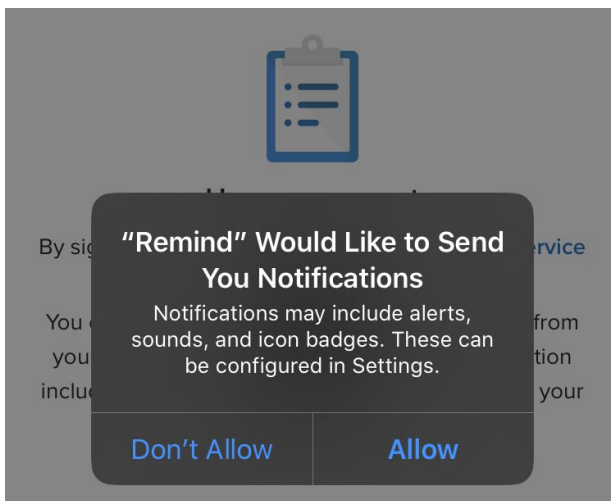 By sig
ervice
"Remind" Would Like to Send
You Notifications
Notifications may include alerts,
sounds, and icon badges. These can
be configured in Settings.
You
from
you
tion
inclu
your
Don't Allow
Allow